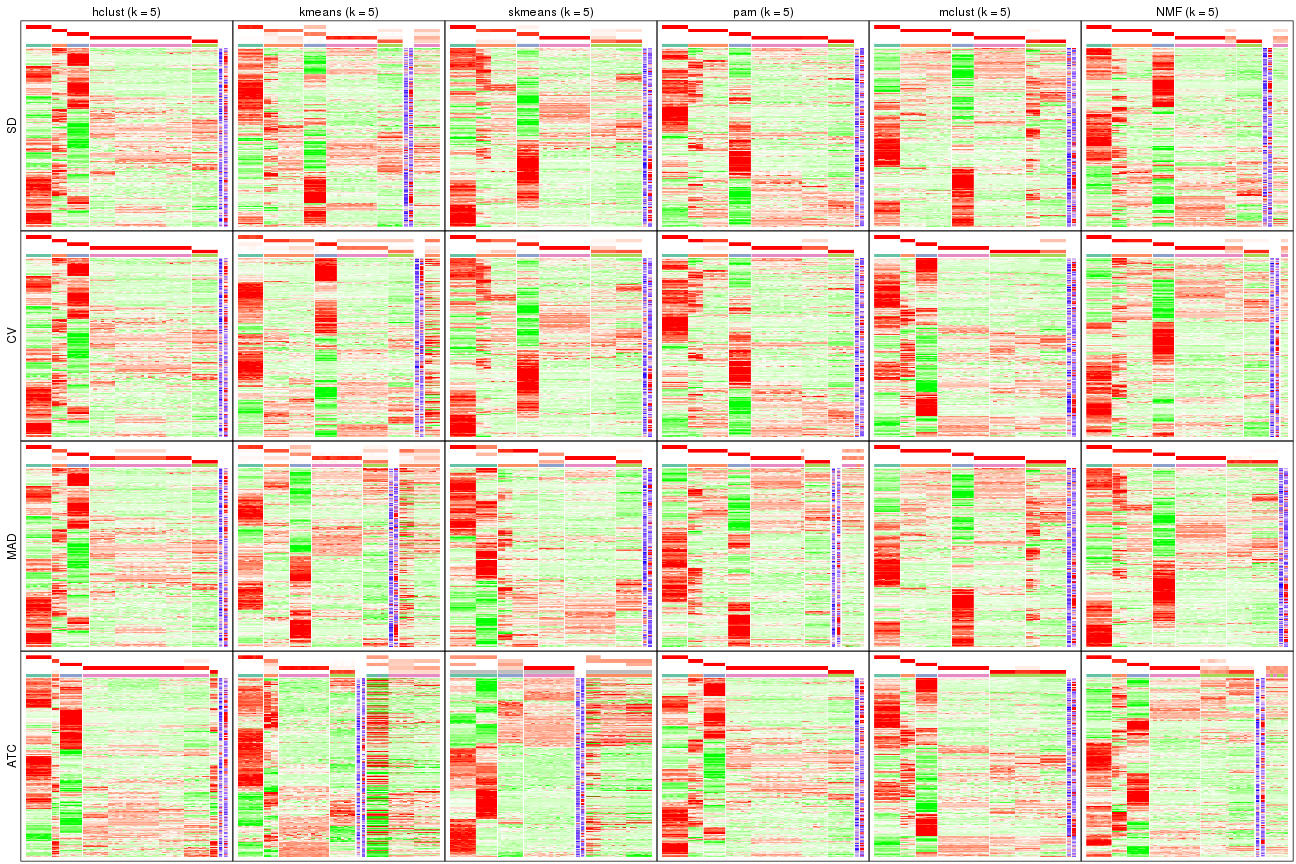 hclust (k = 5) kmeans (k = 5) skmeans (k = 5) pam (k = 5) mclust (k = 5) NMF (k = 5)
SD
CV
MAD
ATC